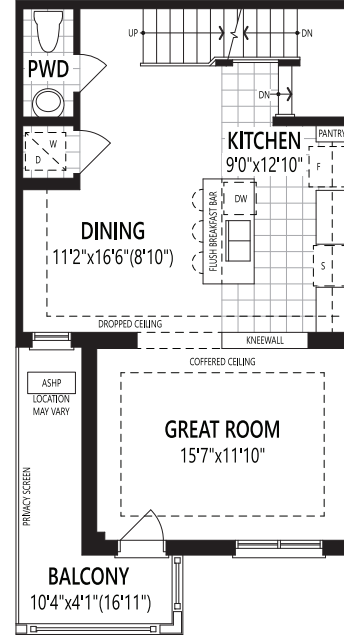 UP
DN
PWD
DN
PANTRY
KITCHEN
9'0"x12'10"
W
D
F
FLUSH BREAKFAST BAR
DW
DINING
11'2"x16'6"(8'10")
S
DROPPED CEILING
KNEEWALL
COFFERED CEILING
ASHP
LOCATION
MAY VARY
GREAT ROOM
15'7"x11'10"
PRIVACY SCREEN
BALCONY
10'4"x4'1"(16'11")